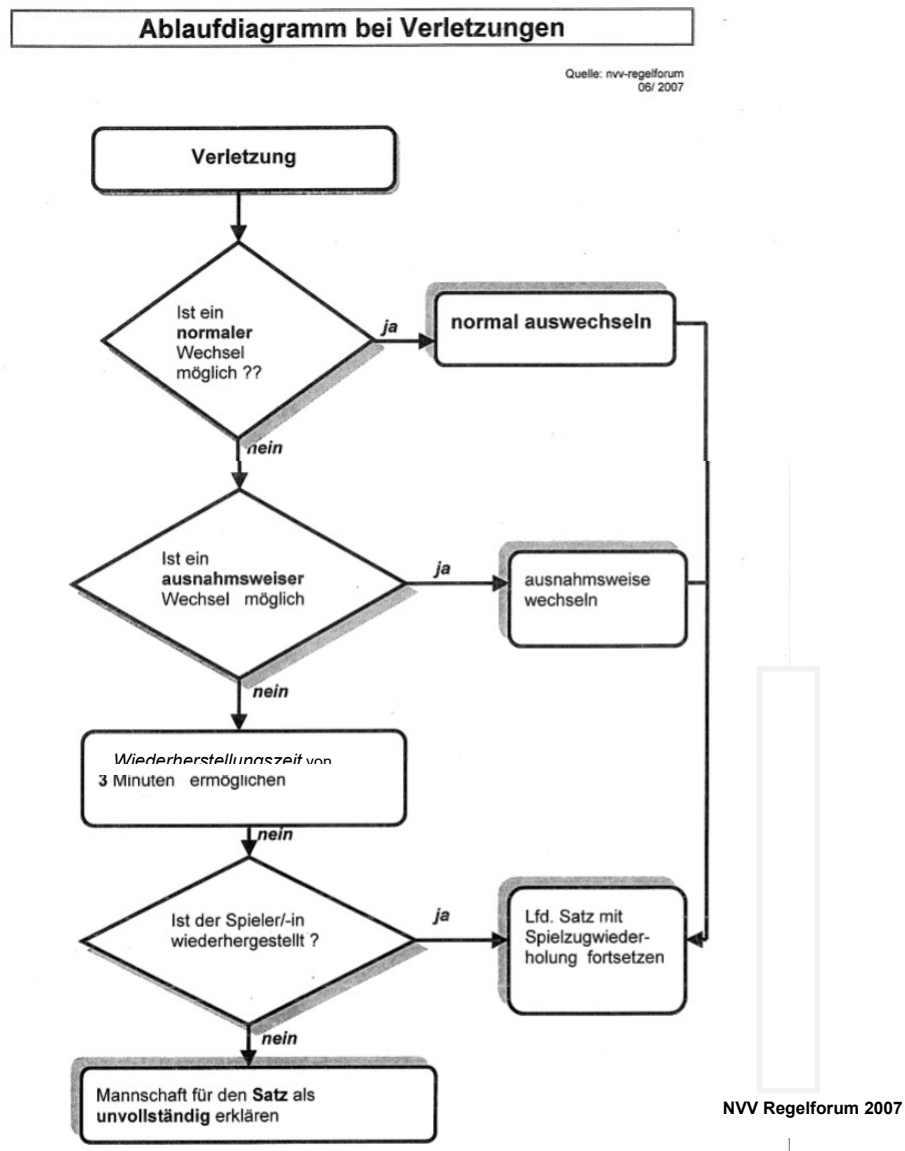 Ablaufdiagramm bei Verletzungen
Quelle: nvv-regelforum
06/ 2007
Verletzung
Ist ein
normaler
Wechsel
möglich ??
ja
normal auswechseln
nein
Ist ein
ausnahmsweiser
Wechsel möglich
ja
ausnahmsweise
wechseln
nein
Wiederherstellungszeit von
3 Minuten ermöglichen
nein
Ist der Spieler/-in
wiederhergestellt ?
ja
Lfd. Satz mit
Spielzugwieder-
holung fortsetzen
nein
Mannschaft für den Satz als
unvollständig erklären
NVV Regelforum 2007